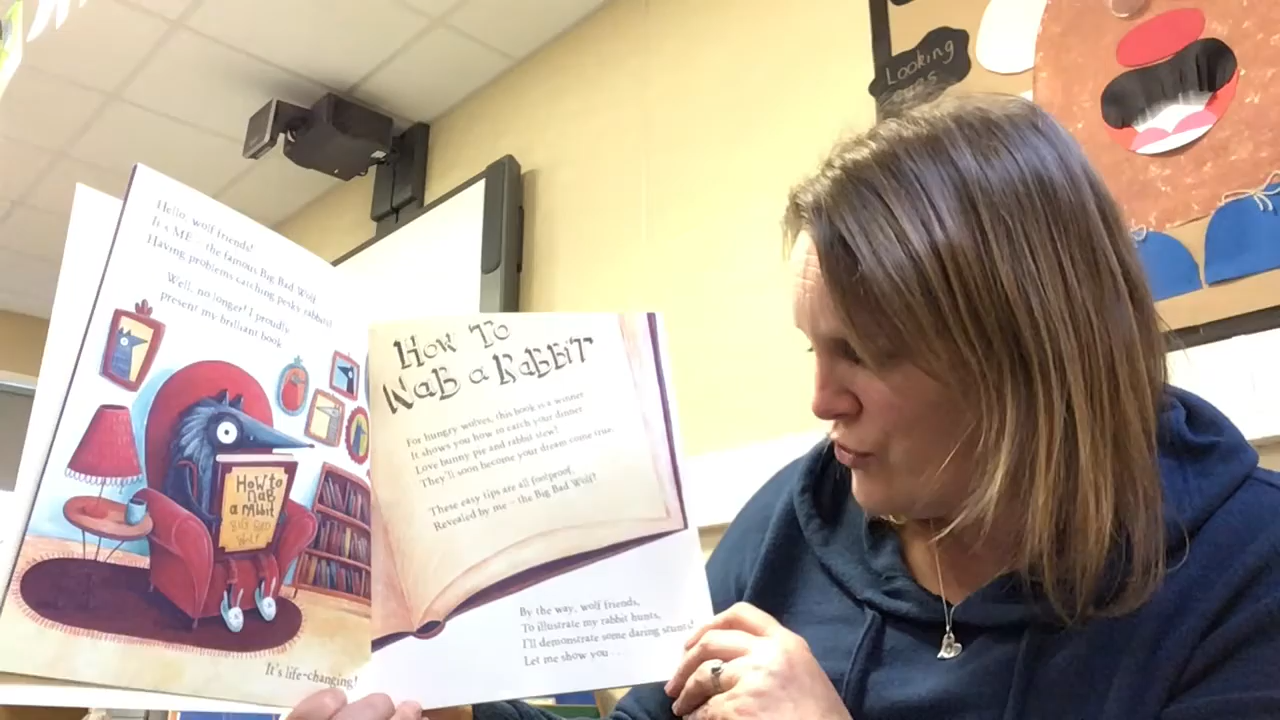 Looking
Hello, wolf friends!
It's ME – the famous Big Bad Wolf
Having problems catching pesky rabbits?
Well, no longer! I proudly
present my brilliant book
How to
nab
a rabbit
BIG BAD
WOLF
It's life-changing!
How To
Nab a Rabbit
For hungry wolves, this book is a winner
It shows you how to catch your dinner
Love bunny pie and rabbit stew?
They'll soon become your dream come true.
These easy tips are all foolproof,
Revealed by me – the Big Bad Wolf!
By the way, wolf friends,
To illustrate my rabbit hunts,
I'll demonstrate some daring stunts!
Let me show you . . .